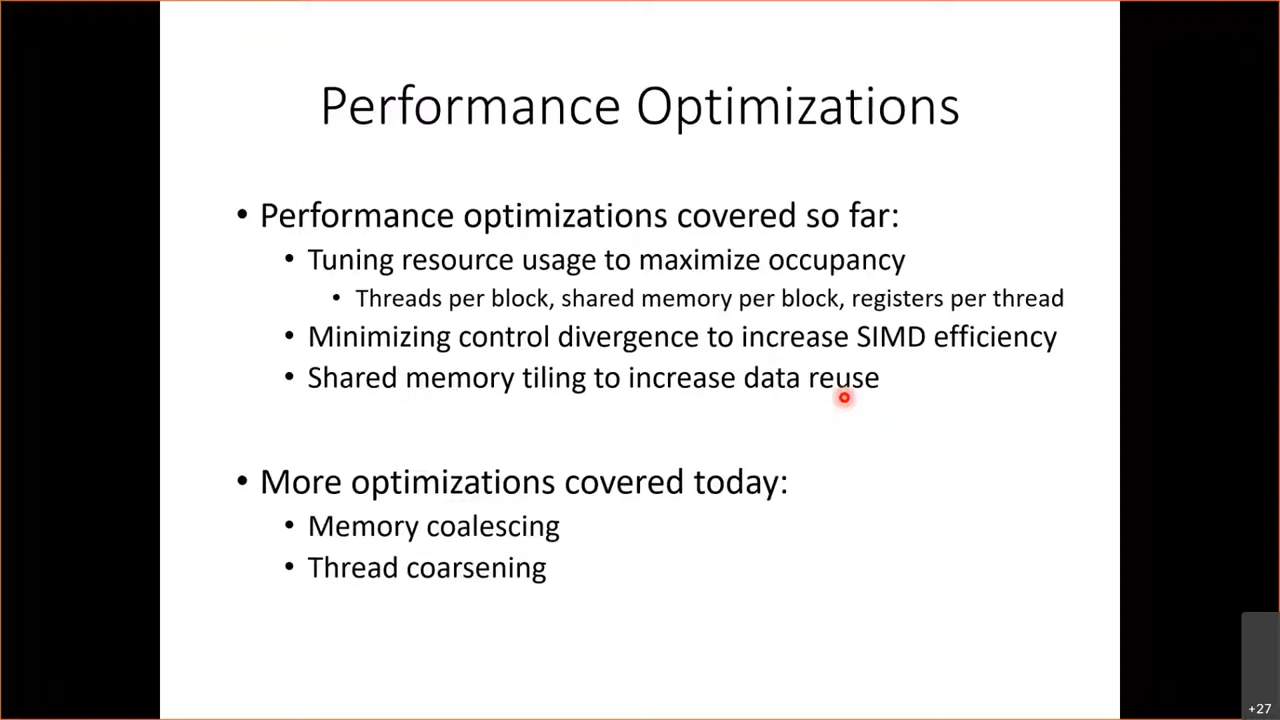 Performance Optimizations
• Performance optimizations covered so far:
• Tuning resource usage to maximize occupancy
• Threads per block, shared memory per block, registers per thread
• Minimizing control divergence to increase SIMD efficiency
• Shared memory tiling to increase data reuse
• More optimizations covered today:
• Memory coalescing
• Thread coarsening
+27